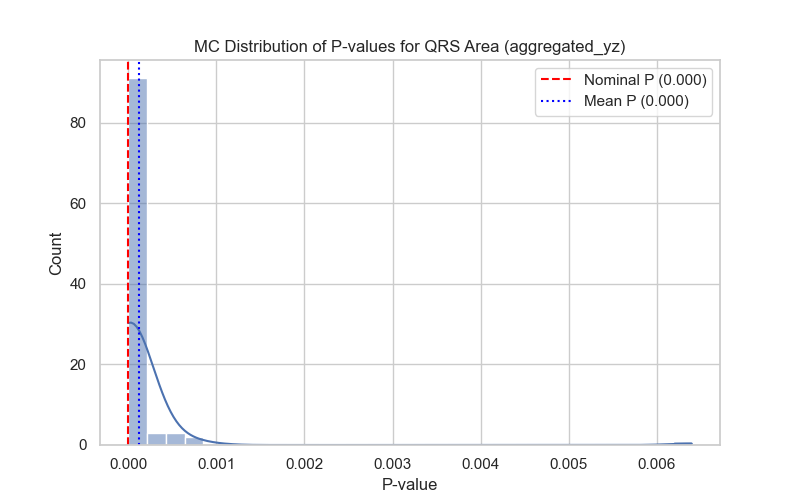 MC Distribution of P-values for QRS Area (aggregated_yz)
Nominal P (0.000)
Mean P (0.000)
80
60
40
20
0
Count
0.000 0.001 0.002 0.003 0.004 0.005 0.006
P-value